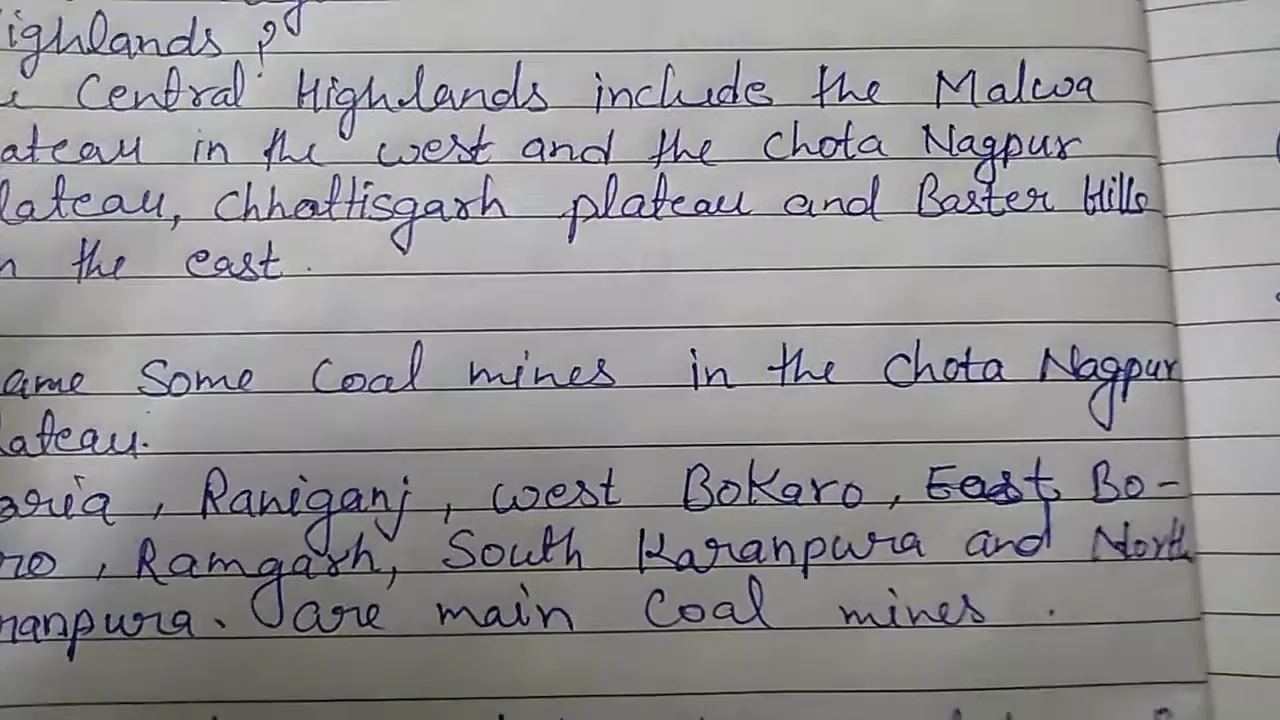 ighlands ?
e Central Highlands include the Malwa
ateau in the west and the Chota Nagpur
lateau, Chhattisgarh plateau and Baster Hills
n the east.
ame Some Coal mines in the Chota Nagpur
lateau.
aria, Raniganj, west Bokaro, East Bo-
ro, Ramgarh, South Karanpura and North
ranpura. are main Coal mines.